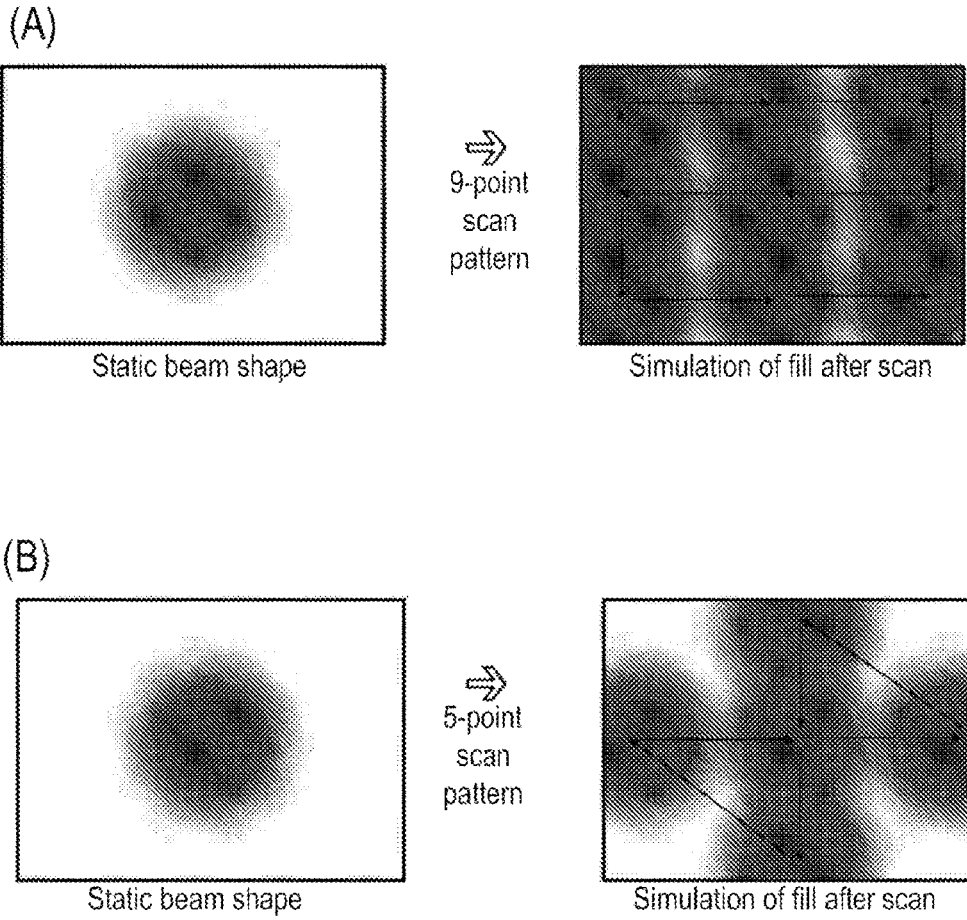 (A)
9-point
scan
pattern
Static beam shape
Simulation of fill after scan
(B)
5-point
scan
pattern
Static beam shape
Simulation of fill after scan